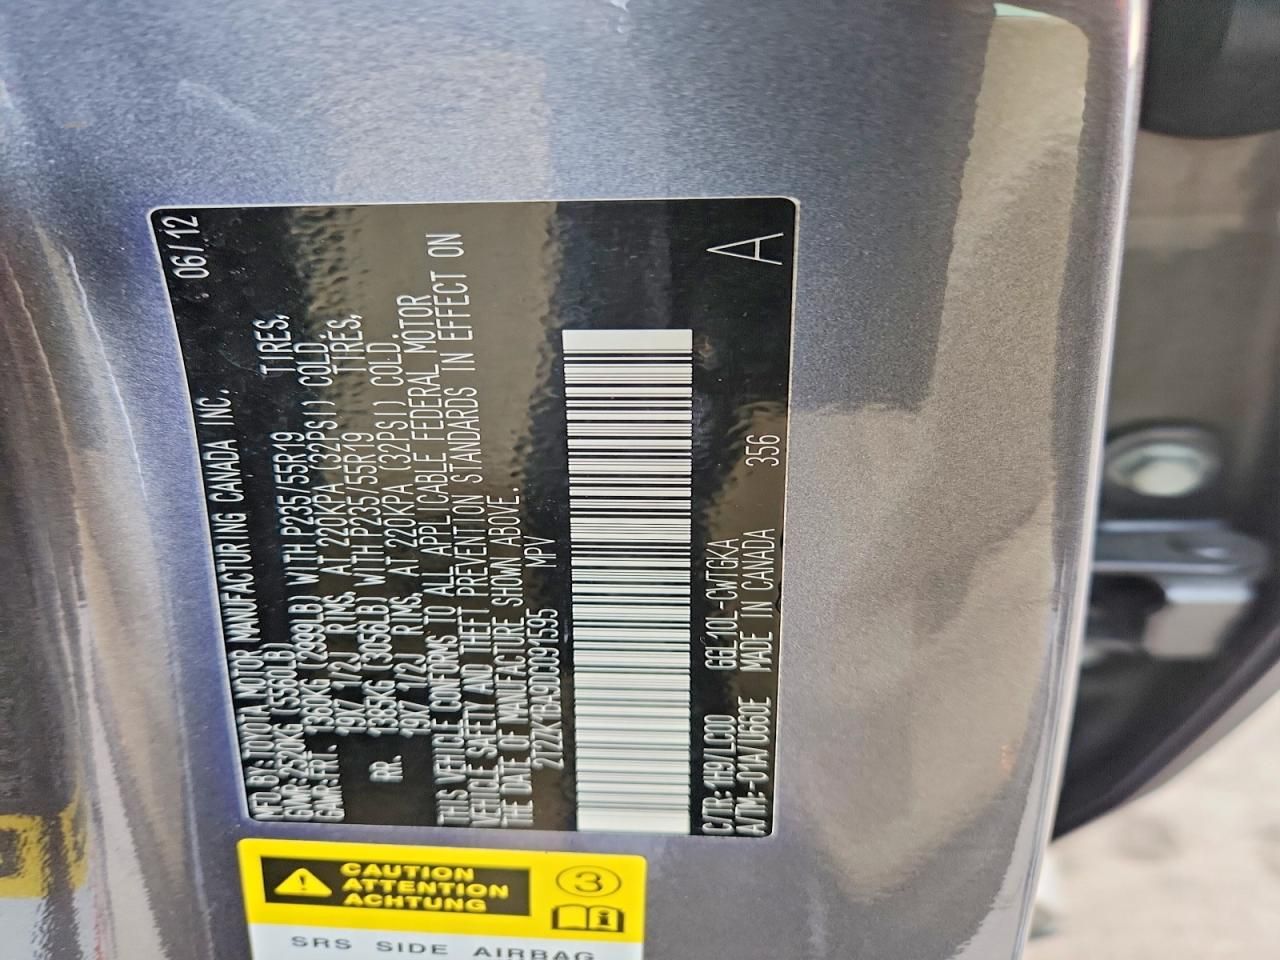 MFD. BY: TOYOTA MOTOR MANUFACTURING CANADA INC. 06/12
GVWR: 2520KG (5560LB)
GAWR: FRT. 1360KG (2999LB) WITH P235/55R19 TIRES,
19X7 1/2J RIMS, AT 220KPA (32PSI) COLD.
RR. 1385KG (3056LB) WITH P235/55R19 TIRES,
19X7 1/2J RIMS, AT 220KPA (32PSI) COLD.
THIS VEHICLE CONFORMS TO ALL APPLICABLE FEDERAL MOTOR
VEHICLE SAFETY AND THEFT PREVENTION STANDARDS IN EFFECT ON
THE DATE OF MANUFACTURE SHOWN ABOVE.
2T2ZK1BA9DC091595 MPV
C/TR: 1H9/LC00 GGL10L-CWTGKA A
A/TM: -01A/U660E MADE IN CANADA 356
CAUTION
ATTENTION
ACHTUNG
3
SRS SIDE AIRBAG